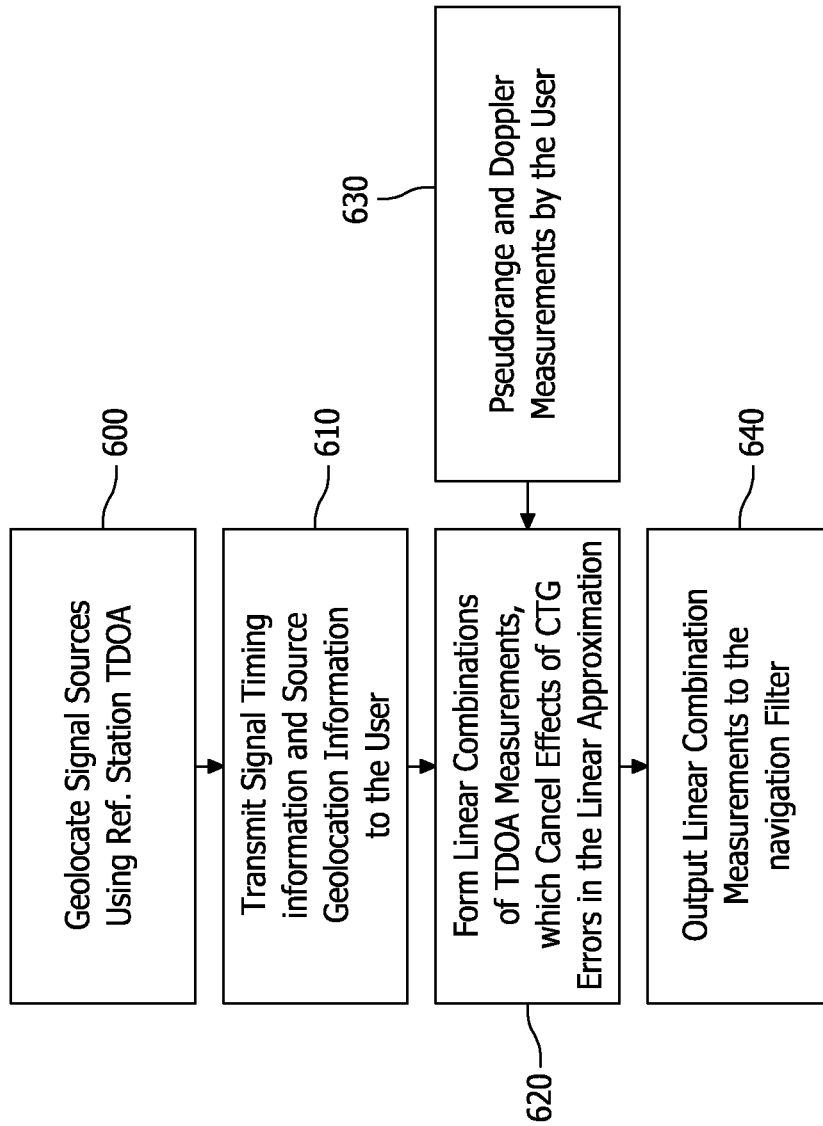 600
Geolocate Signal Sources
Using Ref. Station TDOA
610
Transmit Signal Timing
information and Source
Geolocation Information
to the User
620
Form Linear Combinations
of TDOA Measurements,
which Cancel Effects of CTG
Errors in the Linear Approximation
630
Pseudorange and Doppler
Measurements by the User
640
Output Linear Combination
Measurements to the
navigation Filter